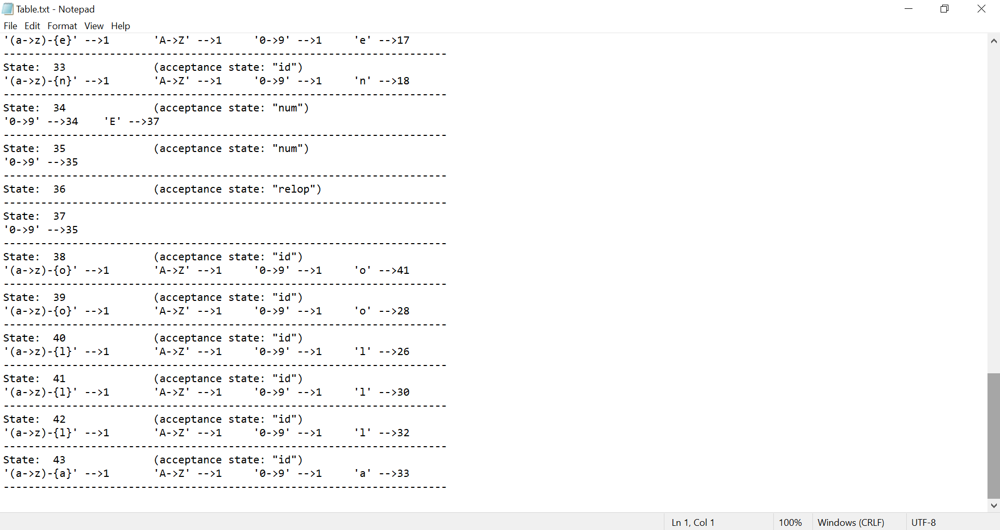 Table.txt - Notepad
File Edit Format View Help
'(a->z)-{e}' -->1 'A->Z' -->1 '0->9' -->1 'e' -->17
-----------------------------------------------------------------------
State: 33 (acceptance state: "id")
'(a->z)-{n}' -->1 'A->Z' -->1 '0->9' -->1 'n' -->18
-----------------------------------------------------------------------
State: 34 (acceptance state: "num")
'0->9' -->34 'E' -->37
-----------------------------------------------------------------------
State: 35 (acceptance state: "num")
'0->9' -->35
-----------------------------------------------------------------------
State: 36 (acceptance state: "relop")
-----------------------------------------------------------------------
State: 37
'0->9' -->35
-----------------------------------------------------------------------
State: 38 (acceptance state: "id")
'(a->z)-{o}' -->1 'A->Z' -->1 '0->9' -->1 'o' -->41
-----------------------------------------------------------------------
State: 39 (acceptance state: "id")
'(a->z)-{o}' -->1 'A->Z' -->1 '0->9' -->1 'o' -->28
-----------------------------------------------------------------------
State: 40 (acceptance state: "id")
'(a->z)-{l}' -->1 'A->Z' -->1 '0->9' -->1 'l' -->26
-----------------------------------------------------------------------
State: 41 (acceptance state: "id")
'(a->z)-{l}' -->1 'A->Z' -->1 '0->9' -->1 'l' -->30
-----------------------------------------------------------------------
State: 42 (acceptance state: "id")
'(a->z)-{l}' -->1 'A->Z' -->1 '0->9' -->1 'l' -->32
-----------------------------------------------------------------------
State: 43 (acceptance state: "id")
'(a->z)-{a}' -->1 'A->Z' -->1 '0->9' -->1 'a' -->33
-----------------------------------------------------------------------
Ln 1, Col 1 100% Windows (CRLF) UTF-8